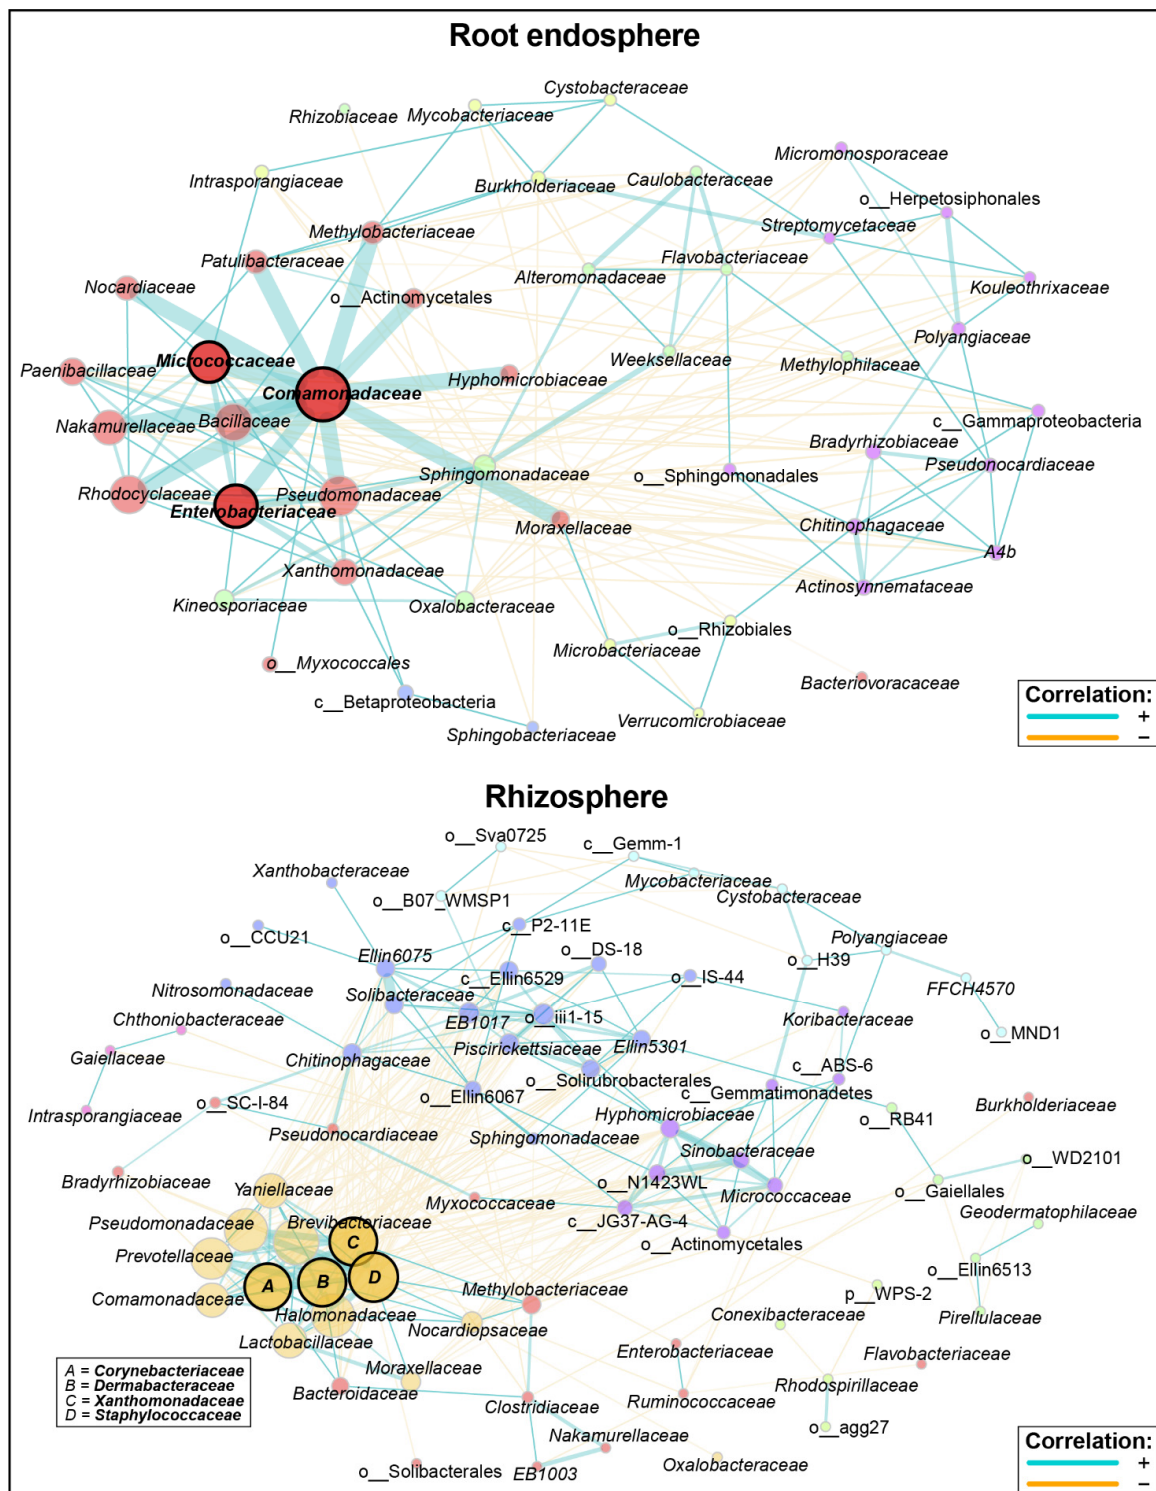 Root endosphere
Cystobacteraceae
Rhizobiaceae
Mycobacteriaceae
Micromonosporaceae
Intrasporangiaceae
Burkholderiaceae
Caulobacteraceae
o__Herpetosiphonales
Streptomycetaceae
Methylobacteriaceae
Patulibacteraceae
Flavobacteriaceae
Alteromonadaceae
Nocardiaceae
o__Actinomycetales
Kouleothrixaceae
Polyangiaceae
Micrococcaceae
Paenibacillaceae
Weeksellaceae
Methylophilaceae
Hyphomicrobiaceae
Comamonadaceae
Nakamurellaceae
Bacillaceae
c__Gammaproteobacteria
Bradyrhizobiaceae
Sphingomonadaceae
o__Sphingomonadales
Pseudonocardiaceae
Rhodocyclaceae
Pseudomonadaceae
Enterobacteriaceae
Moraxellaceae
Chitinophagaceae
A4b
Xanthomonadaceae
Actinosynnemataceae
Kineosporiaceae
Oxalobacteraceae
o__Rhizobiales
Microbacteriaceae
o__Myxococcales
Bacteriovoracaceae
c__Betaproteobacteria
Verrucomicrobiaceae
Sphingobacteriaceae
Correlation:
+
−
Rhizosphere
o__Sva0725
c__Gemm-1
Xanthobacteraceae
Mycobacteriaceae
Cystobacteraceae
o__B07_WMSP1
c__P2-11E
o__CCU21
Polyangiaceae
o__DS-18
Ellin6075
o__H39
c__Ellin6529
o__IS-44
FFCH4570
Nitrosomonadaceae
Solibacteraceae
Chthoniobacteraceae
EB1017
o__iii1-15
Koribacteraceae
o__MND1
Gaiellaceae
Chitinophagaceae
Piscirickettsiaceae
Ellin5301
c__ABS-6
o__Solirubrobacterales
o__Ellin6067
c__Gemmatimonadetes
o__SC-I-84
Intrasporangiaceae
Hyphomicrobiaceae
Burkholderiaceae
o__RB41
Pseudonocardiaceae
Sphingomonadaceae
Sinobacteraceae
o__WD2101
Bradyrhizobiaceae
Yaniellaceae
o__N1423WL
Myxococcaceae
Micrococcaceae
o__Gaiellales
Geodermatophilaceae
Pseudomonadaceae
Brevibacteriaceae
c__JG37-AG-4
o__Actinomycetales
C
Prevotellaceae
o__Ellin6513
D
B
A
Methylobacteriaceae
p__WPS-2
Comamonadaceae
Halomonadaceae
Conexibacteraceae
Pirellulaceae
Nocardiopsaceae
Lactobacillaceae
Enterobacteriaceae
Flavobacteriaceae
Moraxellaceae
A = Corynebacteriaceae
B = Dermabacteraceae
C = Xanthomonadaceae
D = Staphylococcaceae
Bacteroidaceae
Rhodospirillaceae
Clostridiaceae
Ruminococcaceae
o__agg27
Nakamurellaceae
o__Solibacterales
EB1003
Oxalobacteraceae
Correlation:
+
−